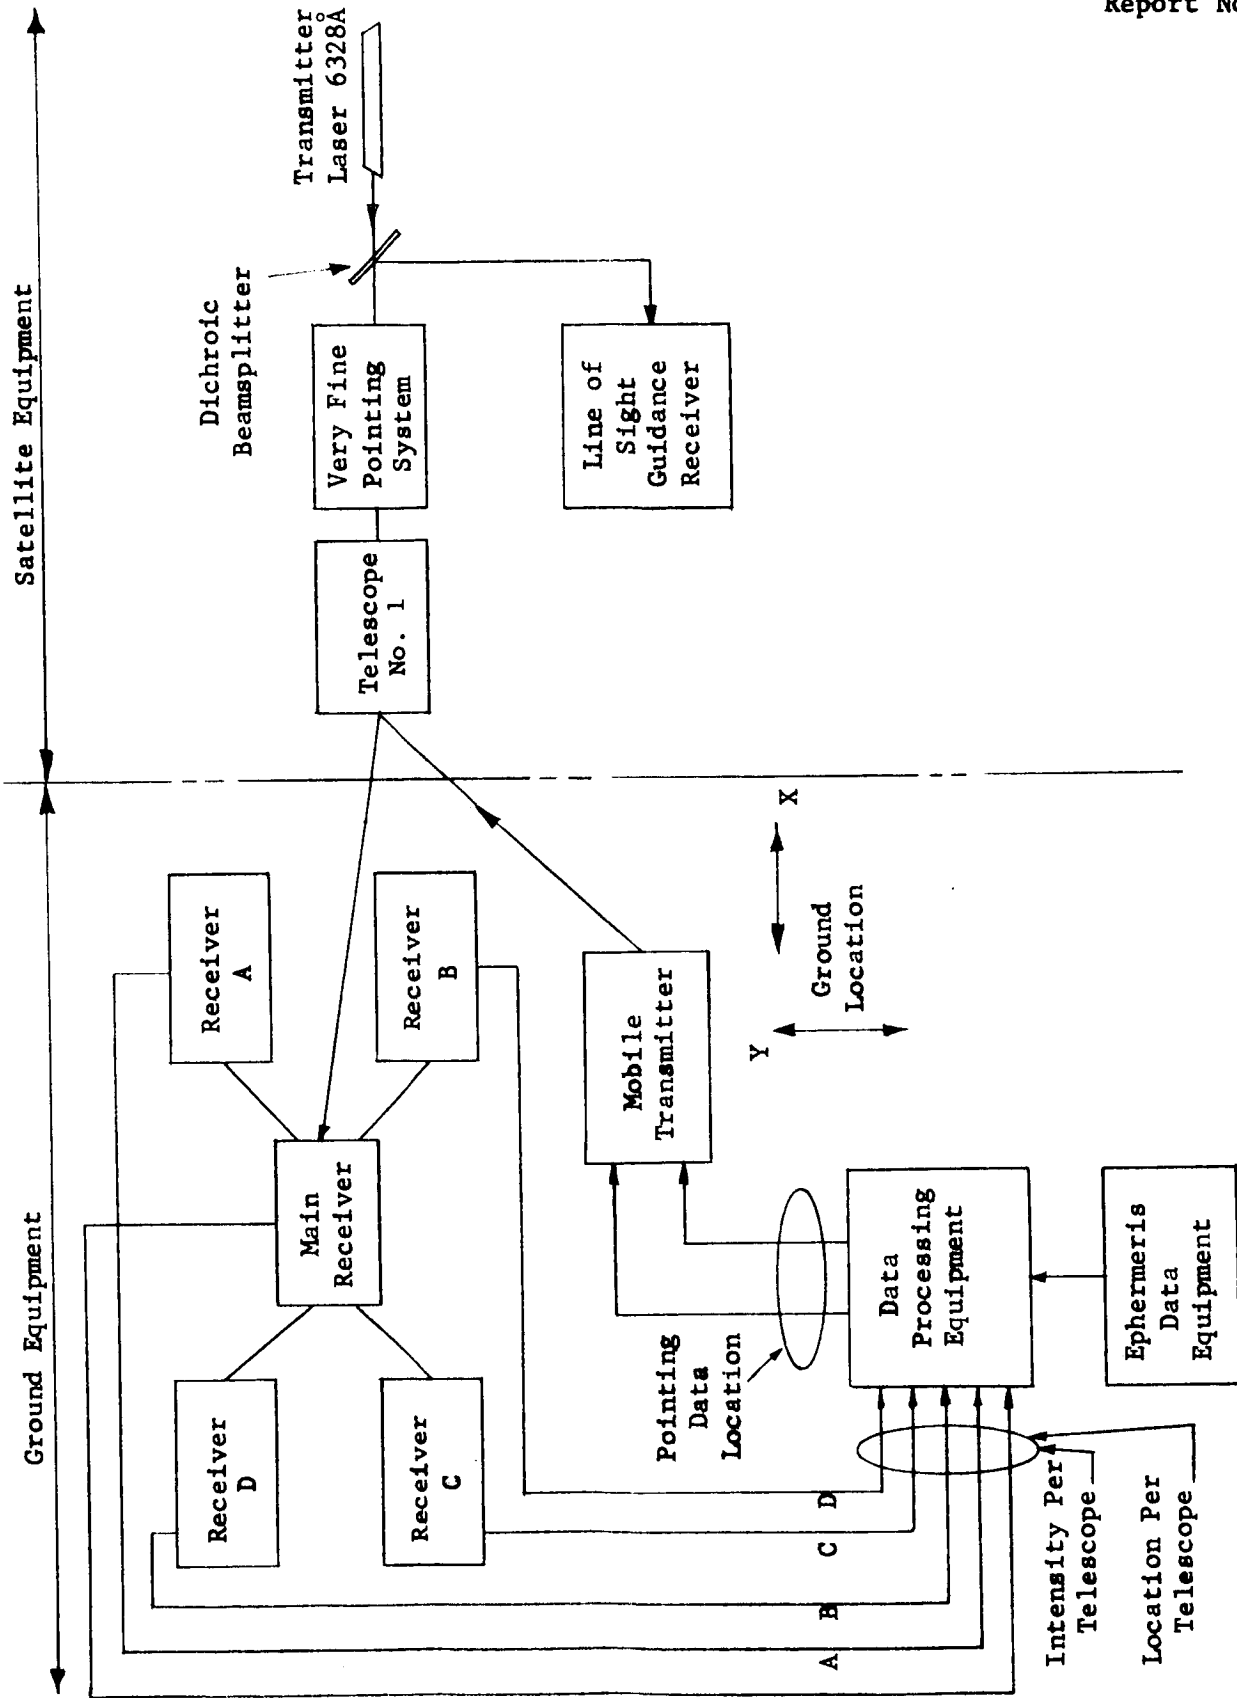 Report No
Ground Equipment
Satellite Equipment
Receiver
D
Receiver
A
Main
Receiver
Receiver
C
Receiver
B
Telescope
No. 1
Very Fine
Pointing
System
Dichroic
Beamsplitter
Transmitter
Laser 6328Å
Line of
Sight
Guidance
Receiver
Mobile
Transmitter
Y
X
Ground
Location
Pointing
Data
Location
Data
Processing
Equipment
Ephermeris
Data
Equipment
A
B
C
D
Intensity Per
Telescope
Location Per
Telescope